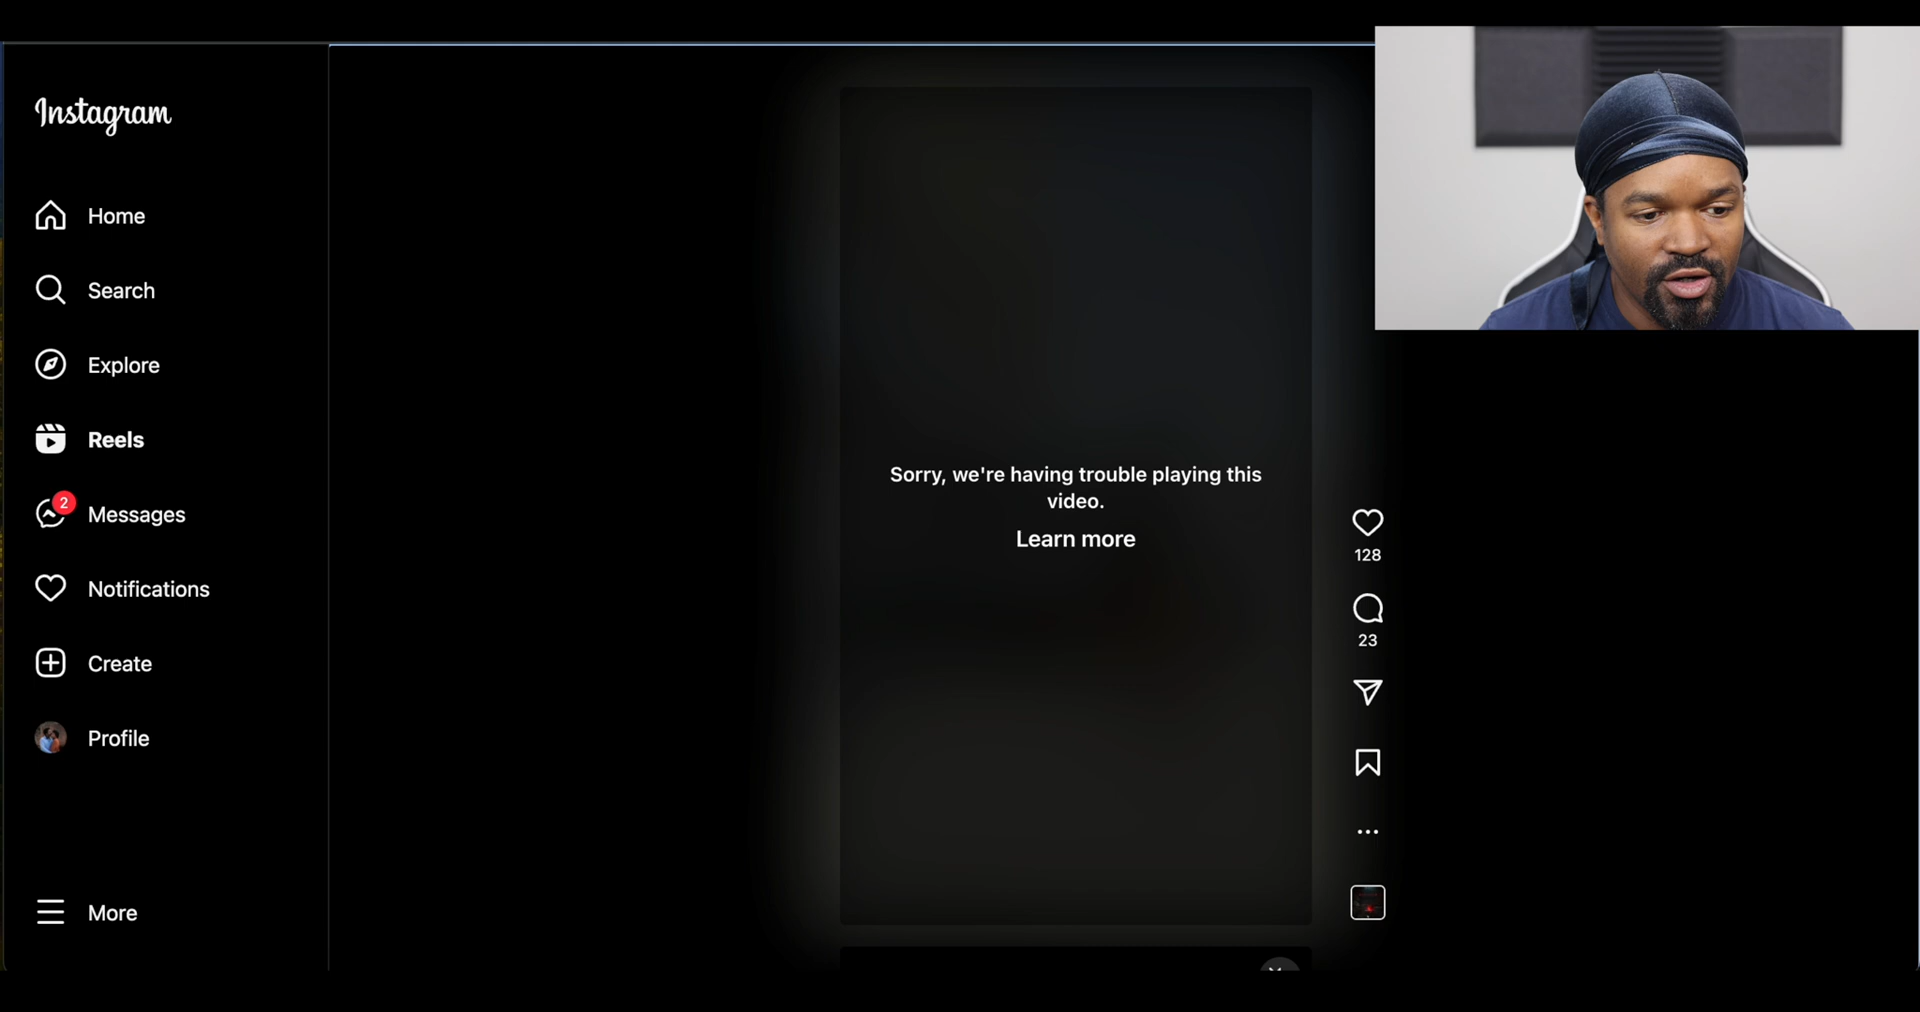 Instagram
Home
Search
Explore
Reels
2
Messages
Notifications
Create
Profile
More
Sorry, we're having trouble playing this
video.
Learn more
128
23